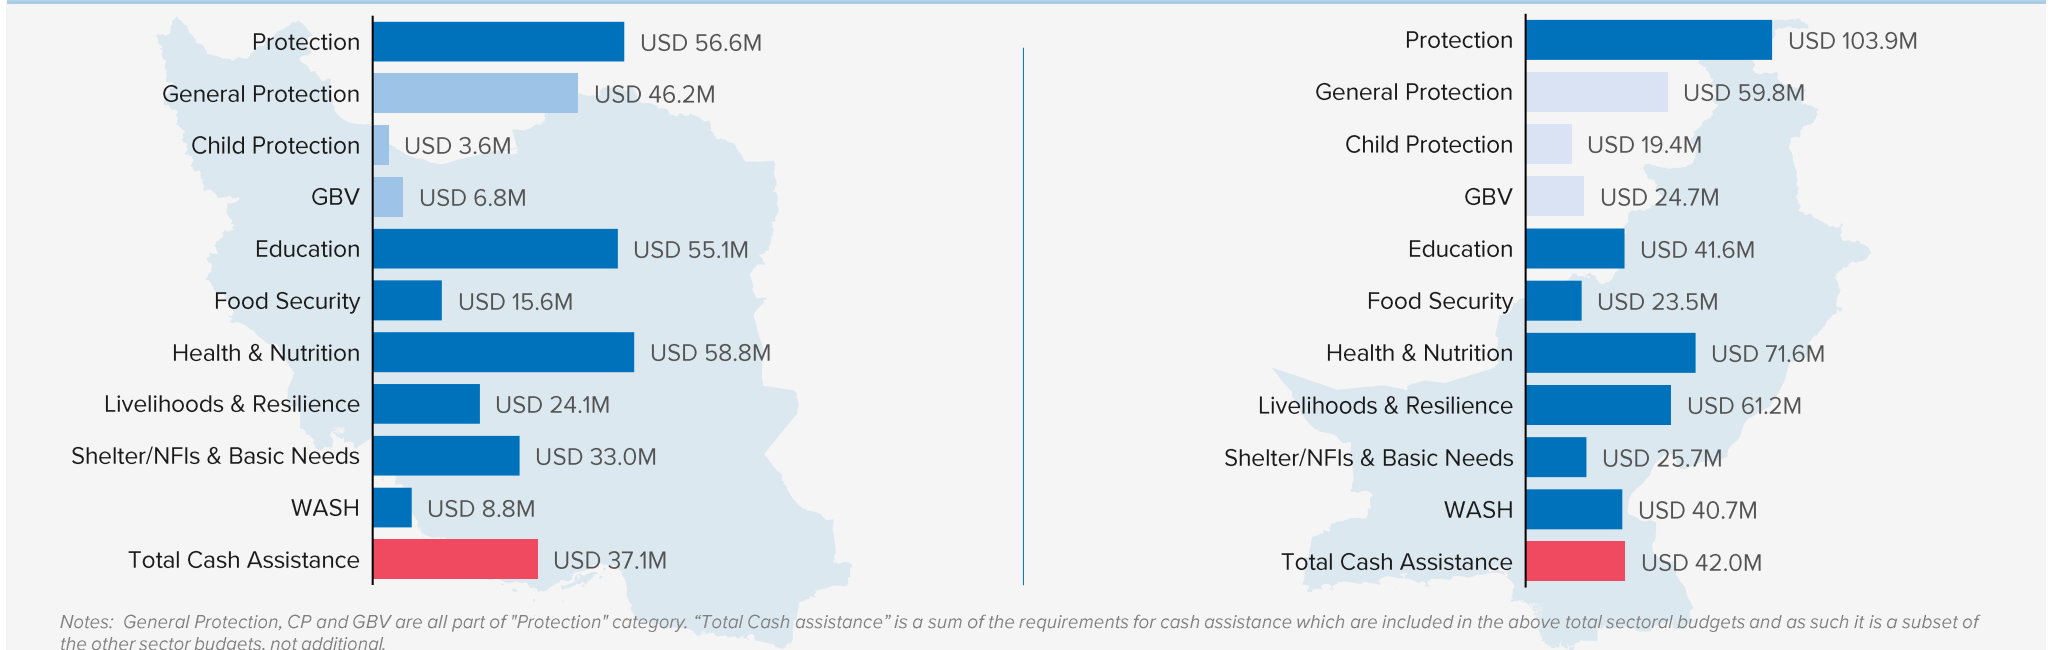 Protection USD 56.6M
General Protection USD 46.2M
Child Protection USD 3.6M
GBV USD 6.8M
Education USD 55.1M
Food Security USD 15.6M
Health & Nutrition USD 58.8M
Livelihoods & Resilience USD 24.1M
Shelter/NFIs & Basic Needs USD 33.0M
WASH USD 8.8M
Total Cash Assistance USD 37.1M
Protection USD 103.9M
General Protection USD 59.8M
Child Protection USD 19.4M
GBV USD 24.7M
Education USD 41.6M
Food Security USD 23.5M
Health & Nutrition USD 71.6M
Livelihoods & Resilience USD 61.2M
Shelter/NFIs & Basic Needs USD 25.7M
WASH USD 40.7M
Total Cash Assistance USD 42.0M
Notes: General Protection, CP and GBV are all part of "Protection" category. “Total Cash assistance” is a sum of the requirements for cash assistance which are included in the above total sectoral budgets and as such it is a subset of
the other sector budgets, not additional.